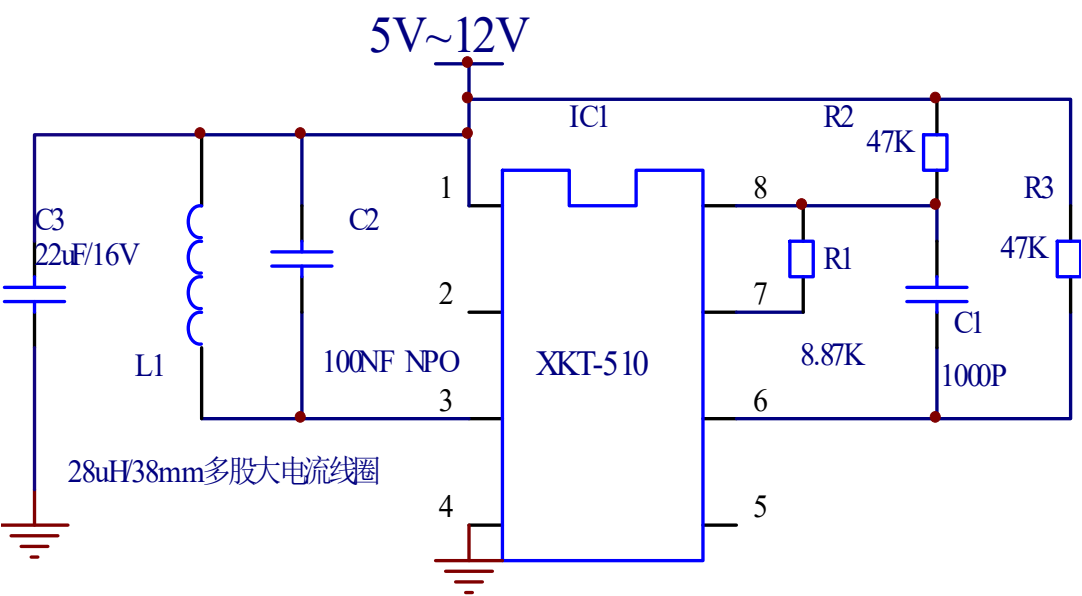 5V~12V
IC1
R2
47K
1
8
R3
C3
C2
22uF/16V
47K
R1
2
7
C1
L1
100NF NPO
XKT-510
8.87K
1000P
3
6
28uH/38mm多股大电流线圈
4
5